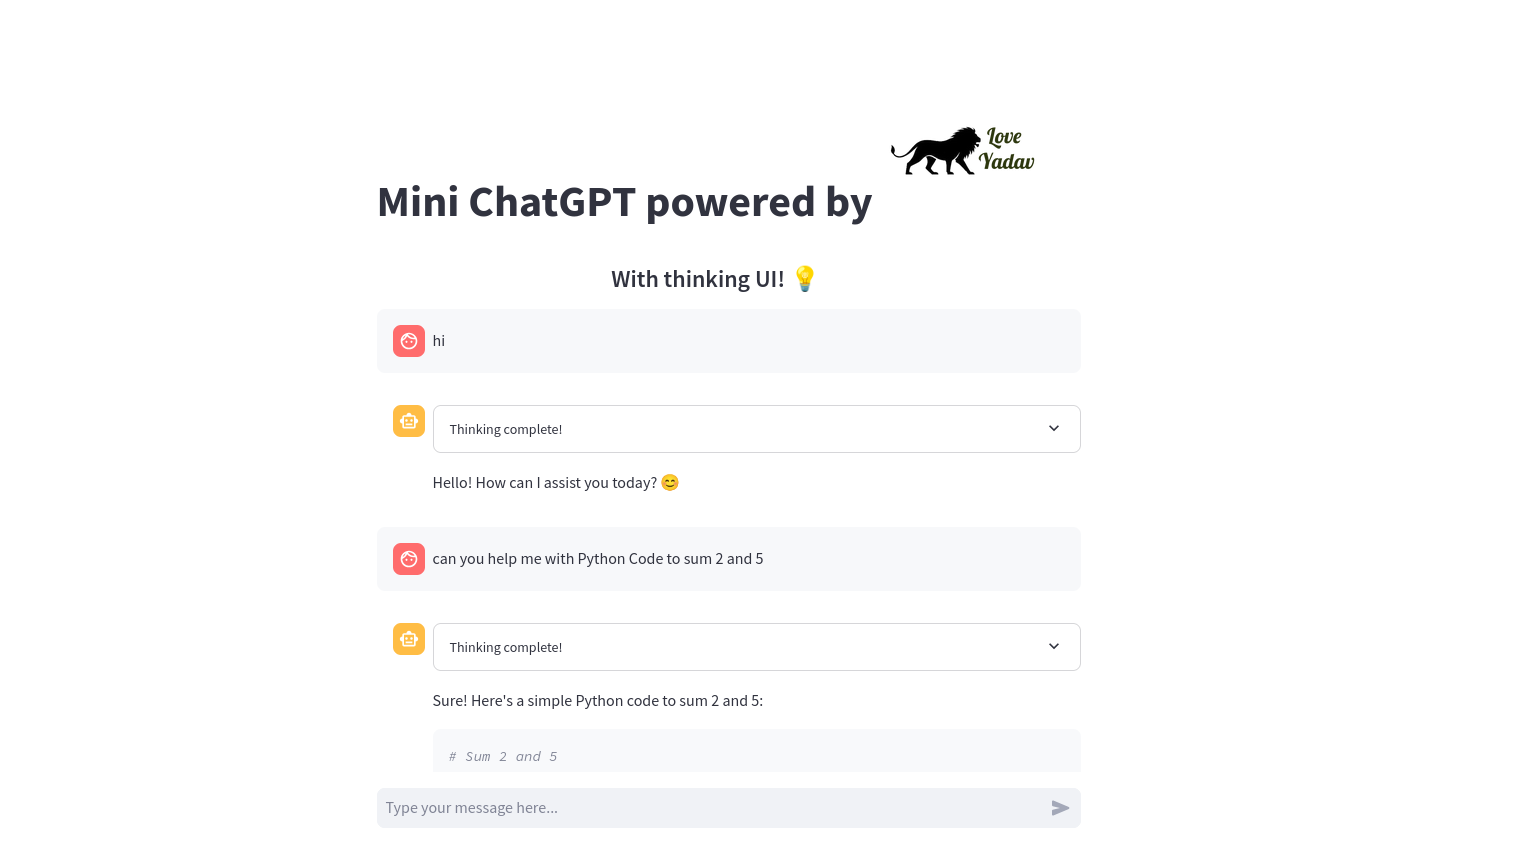 Love
Yadav
Mini ChatGPT powered by
With thinking UI! 💡
hi
Thinking complete!
Hello! How can I assist you today? 😊
can you help me with Python Code to sum 2 and 5
Thinking complete!
Sure! Here's a simple Python code to sum 2 and 5:
# Sum 2 and 5
Type your message here...